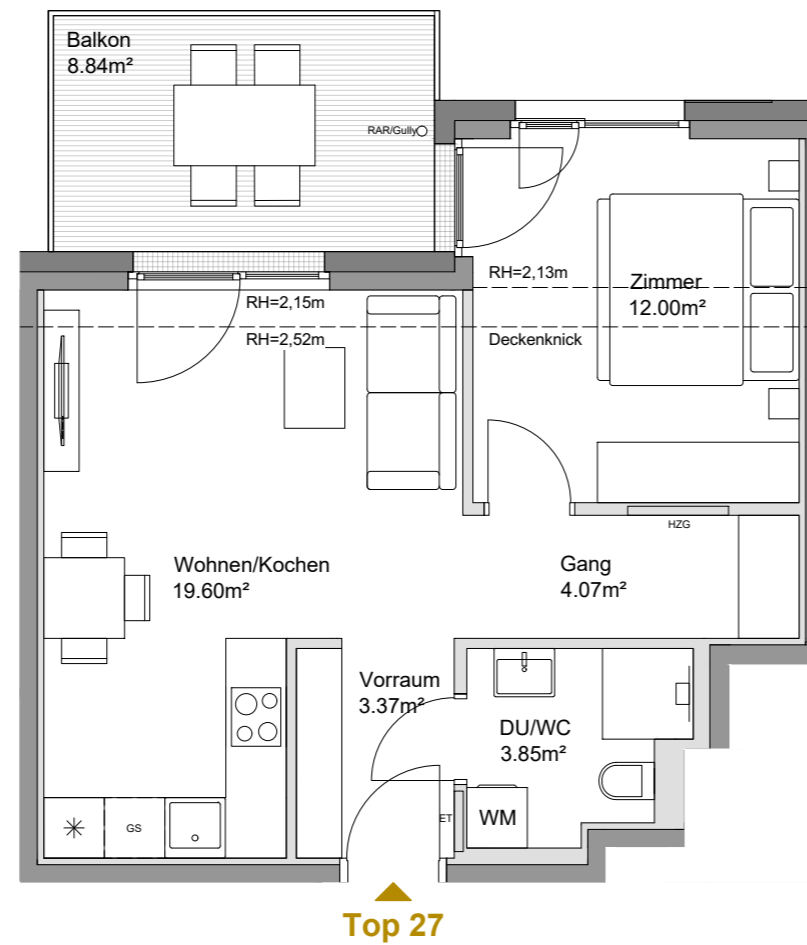 Balkon
8.84m²
RAR/Gully
RH=2,13m
Zimmer
12.00m²
RH=2,15m
RH=2,52m
Deckenknick
HZG
Wohnen/Kochen
19.60m²
Gang
4.07m²
Vorraum
3.37m²
DU/WC
3.85m²
GS
ET
WM
Top 27